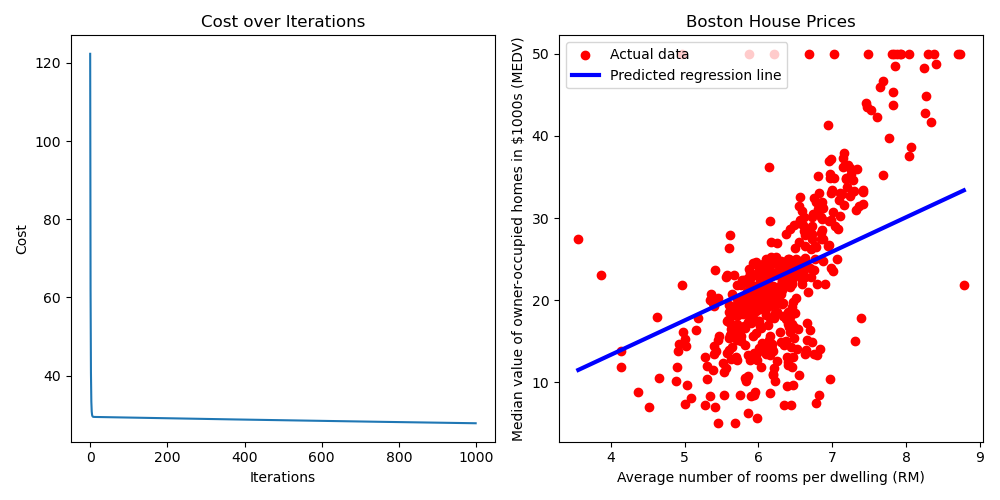 Cost over Iterations
120
100
80
60
40
Cost
0
200
400
600
800
1000
Iterations
Boston House Prices
Actual data
Predicted regression line
50
40
30
20
10
Median value of owner-occupied homes in $1000s (MEDV)
4
5
6
7
8
9
Average number of rooms per dwelling (RM)